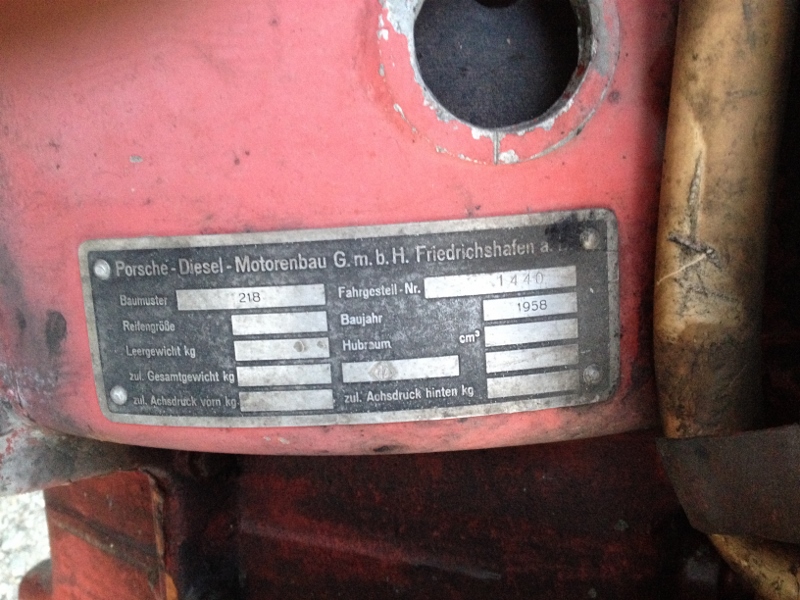 Porsche - Diesel - Motorenbau G.m.b.H. Friedrichshafen a.
Baumuster 218 Fahrgestell-Nr. 1440
Reifengröße Baujahr 1958
Leergewicht kg Hubraum cm³
zul. Gesamtgewicht kg
zul. Achsdruck vorn kg zul. Achsdruck hinten kg